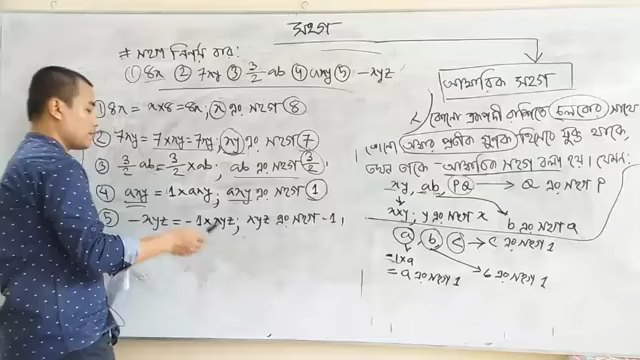 সহগ
# সহগ নির্ণয় কর:
① 8x ② 7xy ③ 3/2 ab ④ axy ⑤ -xyz
① 8x = x×8 = 8x, x এর সহগ 8
② 7xy = 7×xy = 7xy, xy এর সহগ 7
③ 3/2 ab = 3/2 × ab, ab এর সহগ 3/2
④ axy = 1×axy; axy এর সহগ 1
⑤ -xyz = -1×xyz; xyz এর সহগ -1,
আক্ষরিক সহগ
কোনো একপদী রাশিতে চলকের সাথে
কোনো অক্ষর প্রতীক গুণক হিসেবে যুক্ত থাকে,
তখন তাকে আক্ষরিক সহগ বলা হয়। যেমন:
xy, ab, PQ → Q এর সহগ P
x×y; y এর সহগ x
b এর সহগ a
a, b, c → c এর সহগ 1
= 1×a
= a এর সহগ 1
b এর সহগ 1